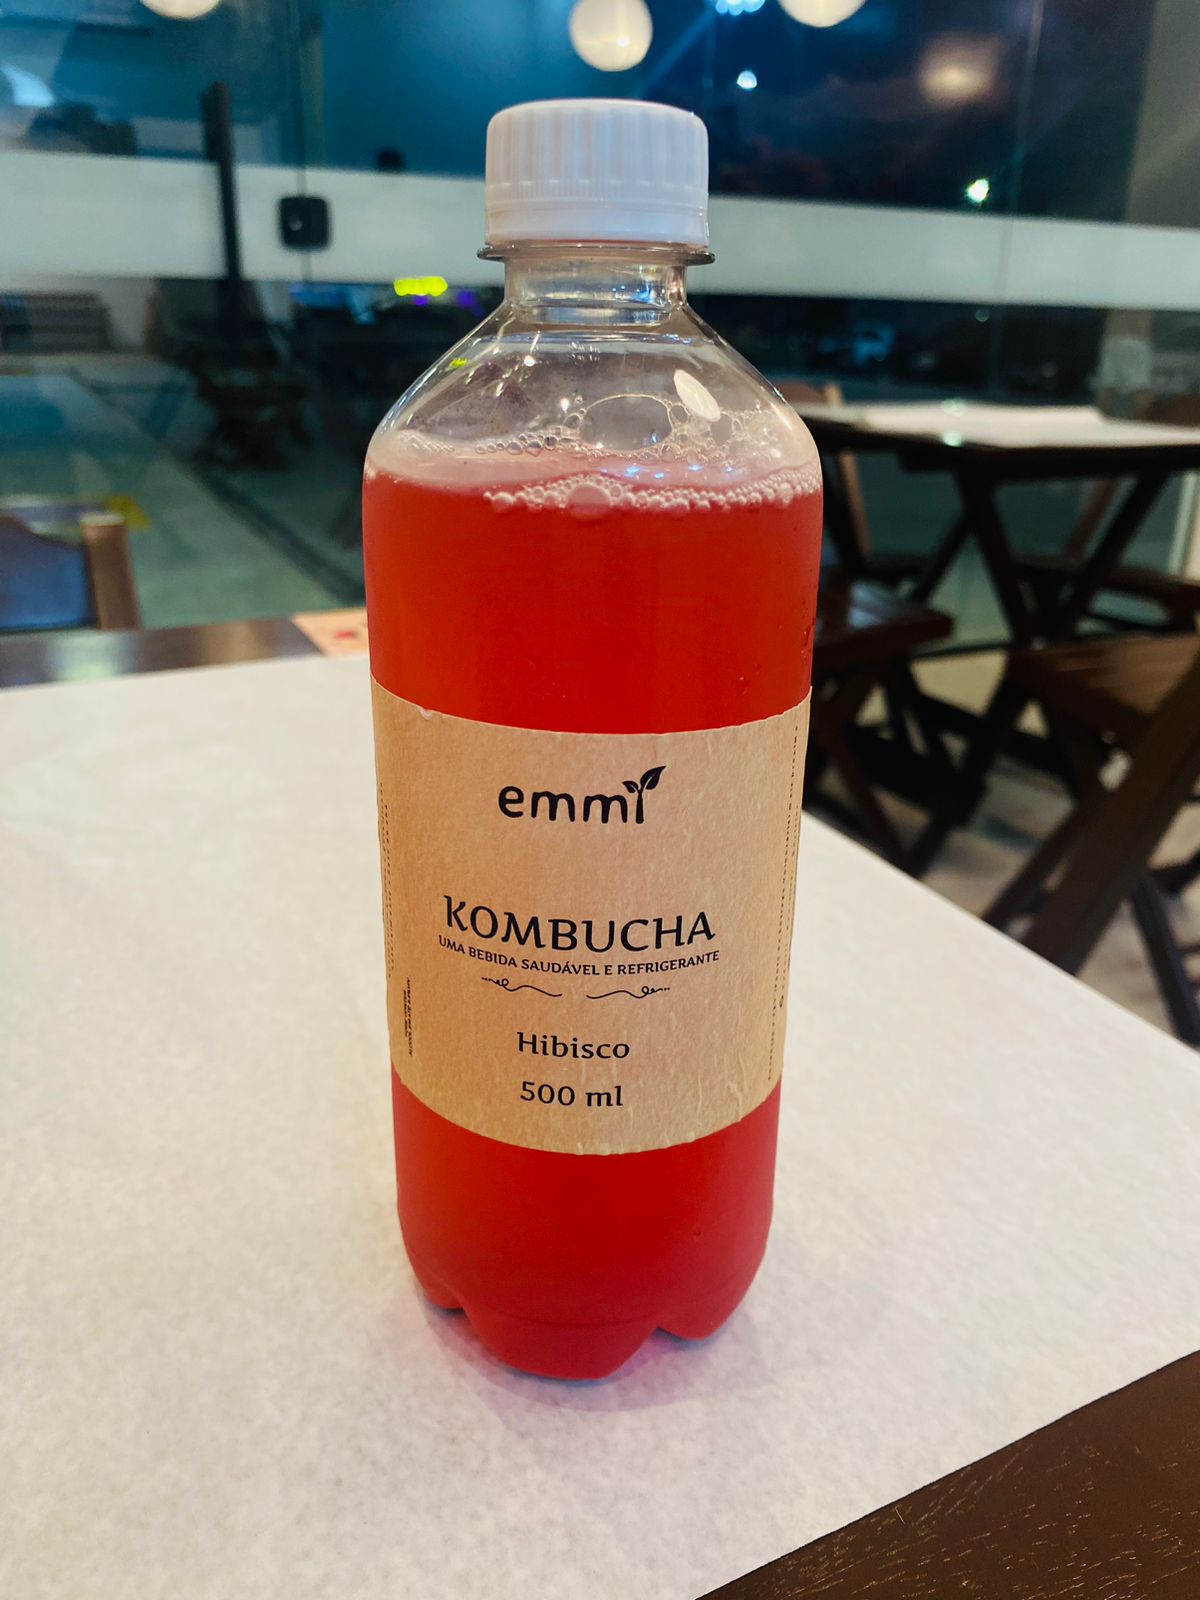 emmi
KOMBUCHA
UMA BEBIDA SAUDÁVEL E REFRIGERANTE
Hibisco
500 ml